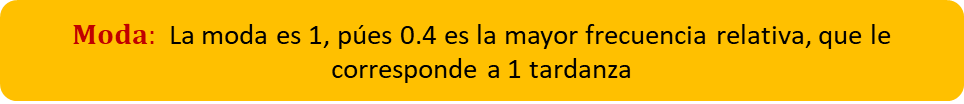 Moda: La moda es 1, púes 0.4 es la mayor frecuencia relativa, que le
corresponde a 1 tardanza